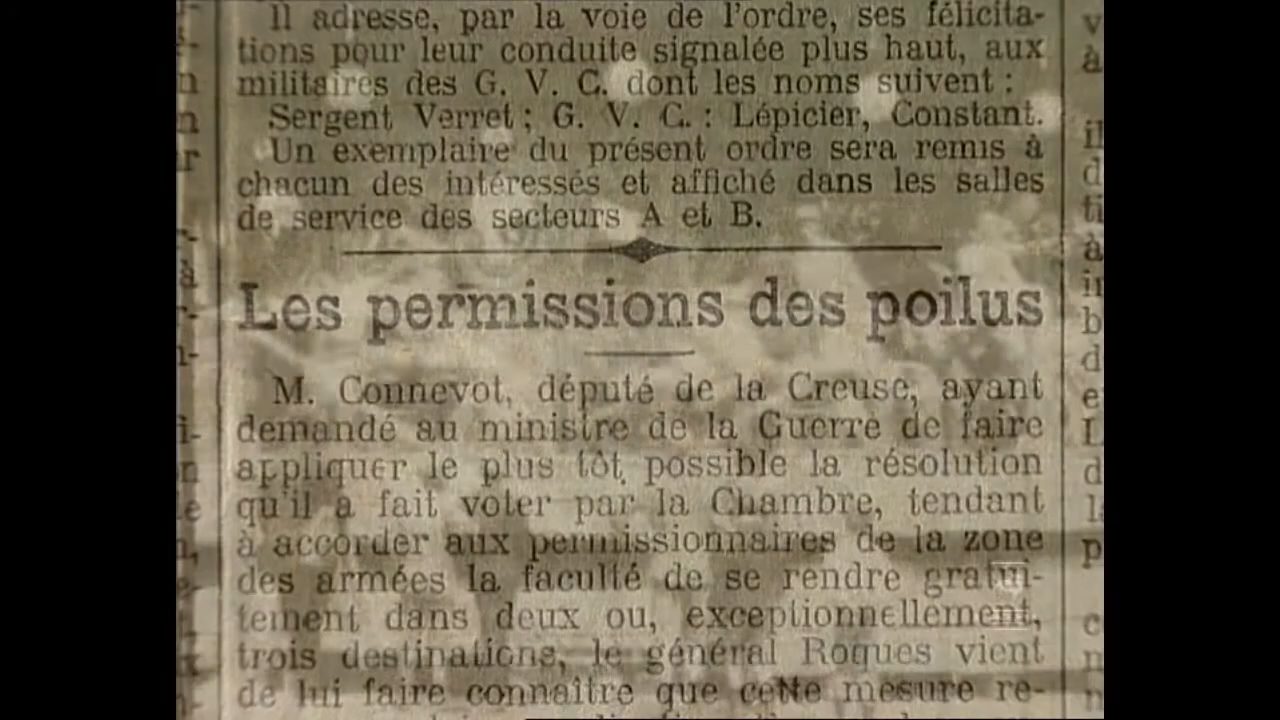 Il adresse, par la voie de l'ordre, ses félicita-
tions pour leur conduite signalée plus haut, aux
militaires des G. V. C. dont les noms suivent :
Sergent Verret ; G. V. C. : Lépicier, Constant.
Un exemplaire du présent ordre sera remis à
chacun des intéressés et affiché dans les salles
de service des secteurs A et B.
Les permissions des poilus
M. Connevot, député de la Creuse, ayant
demandé au ministre de la Guerre de faire
appliquer le plus tôt possible la résolution
qu'il a fait voter par la Chambre, tendant
à accorder aux permissionnaires de la zone
des armées la faculté de se rendre gratui-
tement dans deux ou, exceptionnellement,
trois destinations, le général Roques vient
de lui faire connaître que cette mesure re-